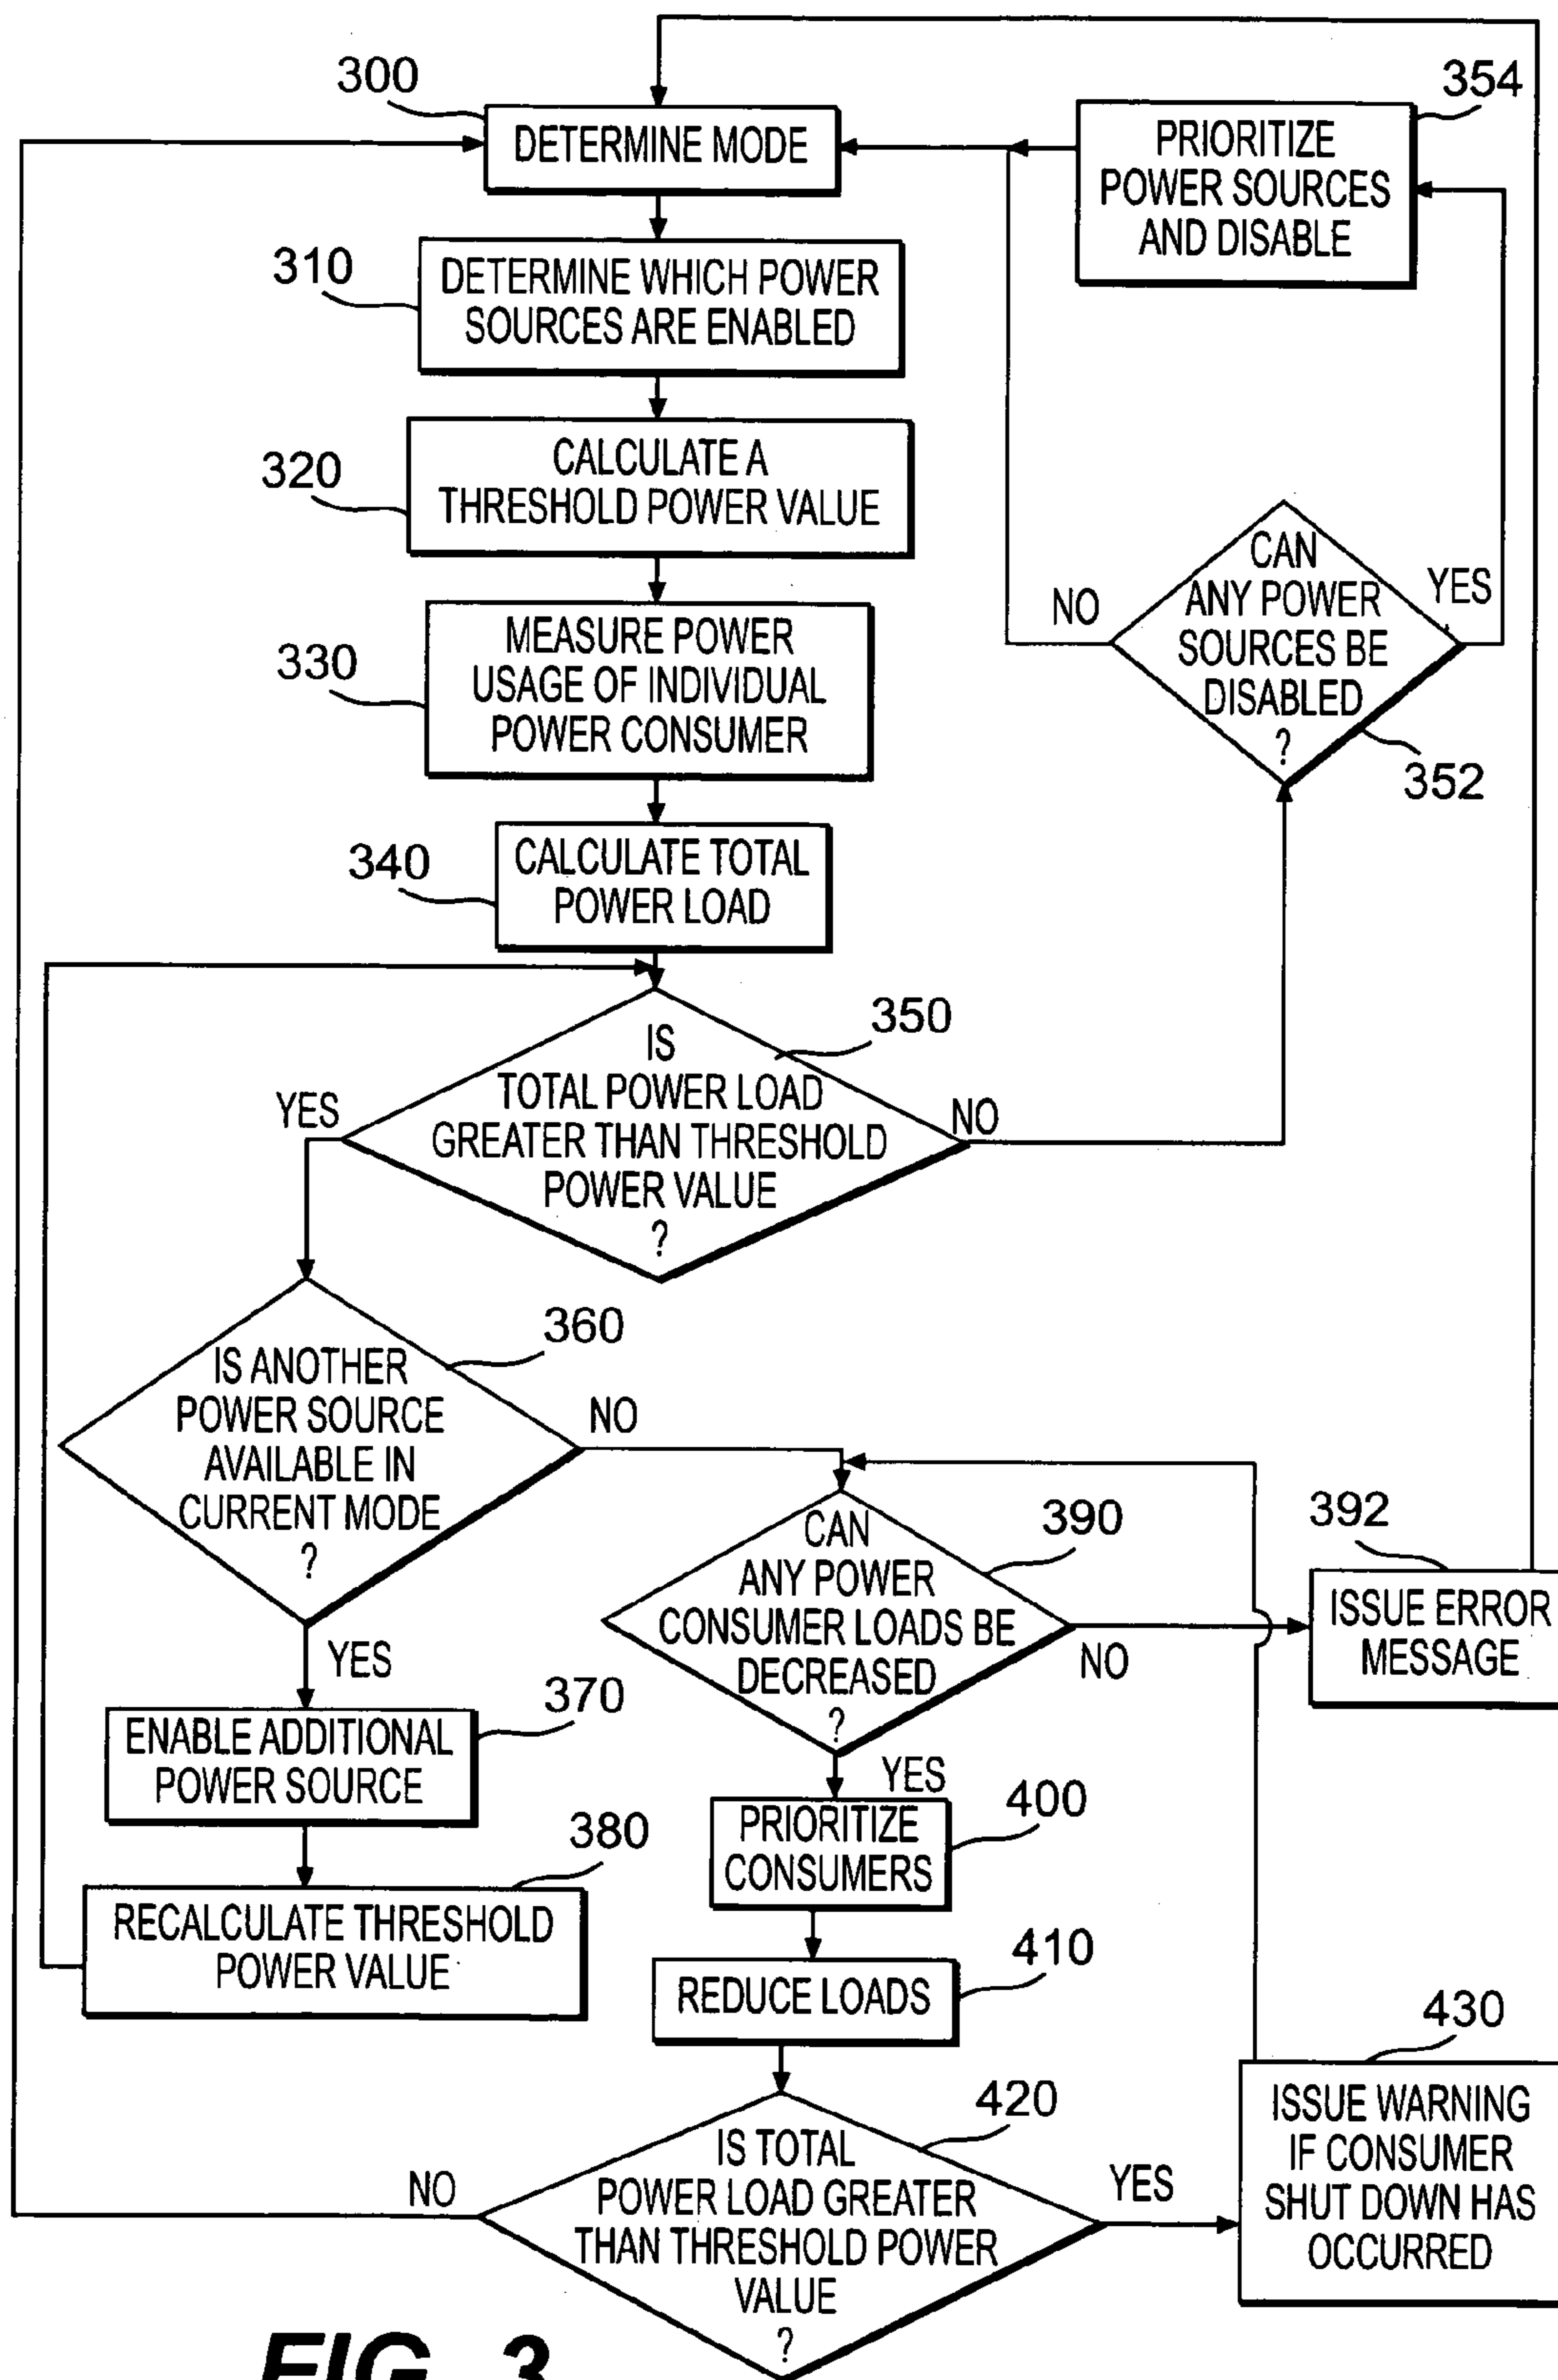 300
DETERMINE MODE
354
PRIORITIZE
POWER SOURCES
AND DISABLE
310
DETERMINE WHICH POWER
SOURCES ARE ENABLED
320
CALCULATE A
THRESHOLD POWER VALUE
330
MEASURE POWER
USAGE OF INDIVIDUAL
POWER CONSUMER
NO
CAN
ANY POWER
SOURCES BE
DISABLED
?
YES
352
340
CALCULATE TOTAL
POWER LOAD
350
IS
TOTAL POWER LOAD
GREATER THAN THRESHOLD
POWER VALUE
?
YES
NO
360
IS ANOTHER
POWER SOURCE
AVAILABLE IN
CURRENT MODE
?
NO
YES
390
CAN
ANY POWER
CONSUMER LOADS BE
DECREASED
?
NO
YES
392
ISSUE ERROR
MESSAGE
370
ENABLE ADDITIONAL
POWER SOURCE
380
RECALCULATE THRESHOLD
POWER VALUE
400
PRIORITIZE
CONSUMERS
410
REDUCE LOADS
420
IS TOTAL
POWER LOAD GREATER
THAN THRESHOLD POWER
VALUE
?
NO
YES
430
ISSUE WARNING
IF CONSUMER
SHUT DOWN HAS
OCCURRED
FIG. 3